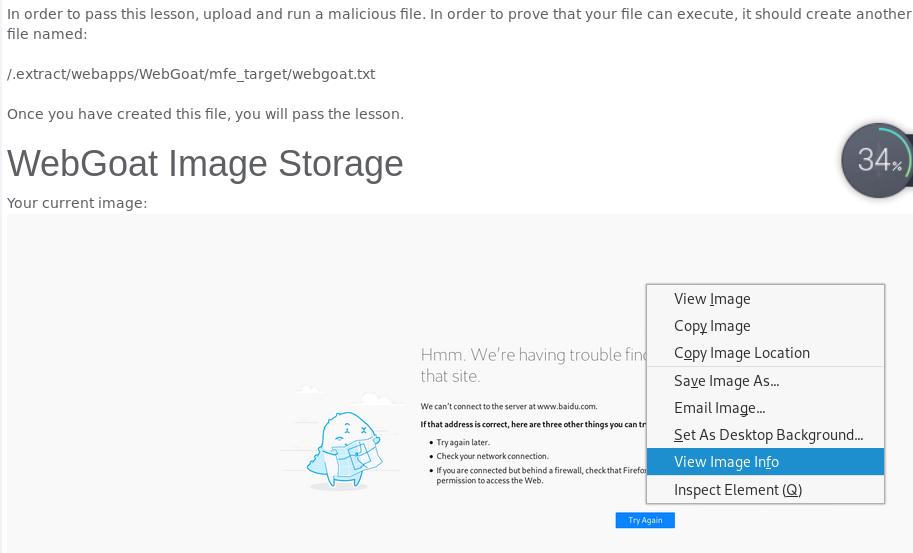 In order to pass this lesson, upload and run a malicious file. In order to prove that your file can execute, it should create another
file named:
/.extract/webapps/WebGoat/mfe_target/webgoat.txt
Once you have created this file, you will pass the lesson.
WebGoat Image Storage
34%
Your current image:
Hmm. We're having trouble
that site.
We can't connect to the server at www.baidu.com.
If that address is correct, here are three other things you can
Try again later.
Check your network connection.
If you are connected but behind a firewall, check that
permission to access the Web.
Try Again
View Image
Copy Image
Copy Image Location
Save Image As...
Email Image...
Set As Desktop Background...
View Image Info
Inspect Element (Q)